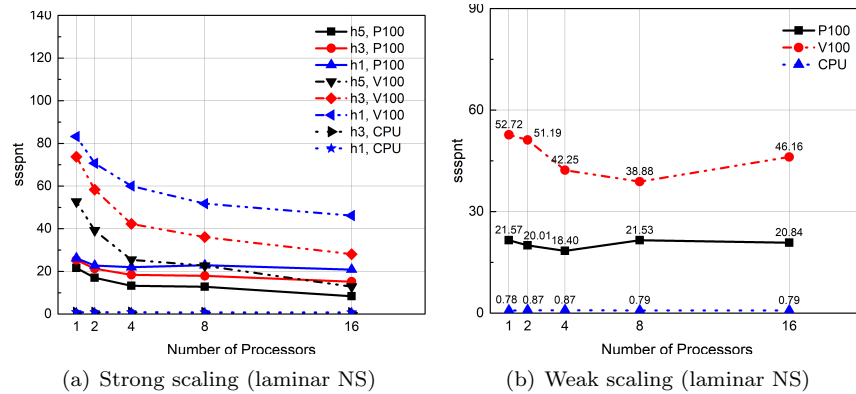 140
120
100
80
60
40
20
0
ssspnt
h5, P100
h3, P100
h1, P100
h5, V100
h3, V100
h1, V100
h3, CPU
h1, CPU
1 2 4 8 16
Number of Processors
(a) Strong scaling (laminar NS)
90
60
30
0
ssspnt
P100
V100
CPU
52.72 51.19 42.25 38.88 46.16
21.57 20.01 18.40 21.53 20.84
0.78 0.87 0.87 0.79 0.79
1 2 4 8 16
Number of Processors
(b) Weak scaling (laminar NS)